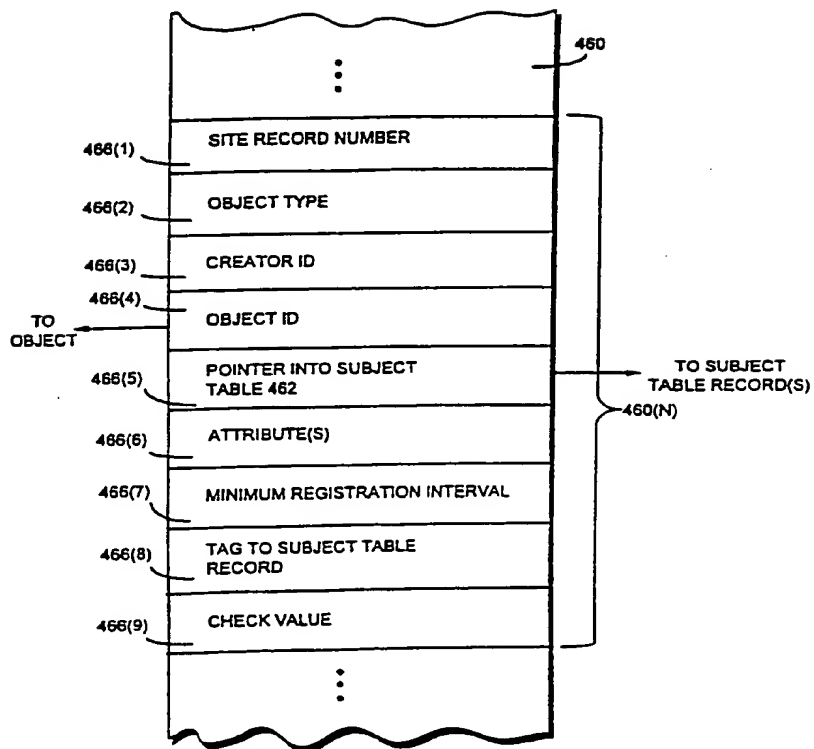 460
466(1)
SITE RECORD NUMBER
466(2)
OBJECT TYPE
466(3)
CREATOR ID
466(4)
OBJECT ID
TO
OBJECT
466(5)
POINTER INTO SUBJECT
TABLE 462
TO SUBJECT
TABLE RECORD(S)
460(N)
466(6)
ATTRIBUTE(S)
466(7)
MINIMUM REGISTRATION INTERVAL
466(8)
TAG TO SUBJECT TABLE
RECORD
466(9)
CHECK VALUE